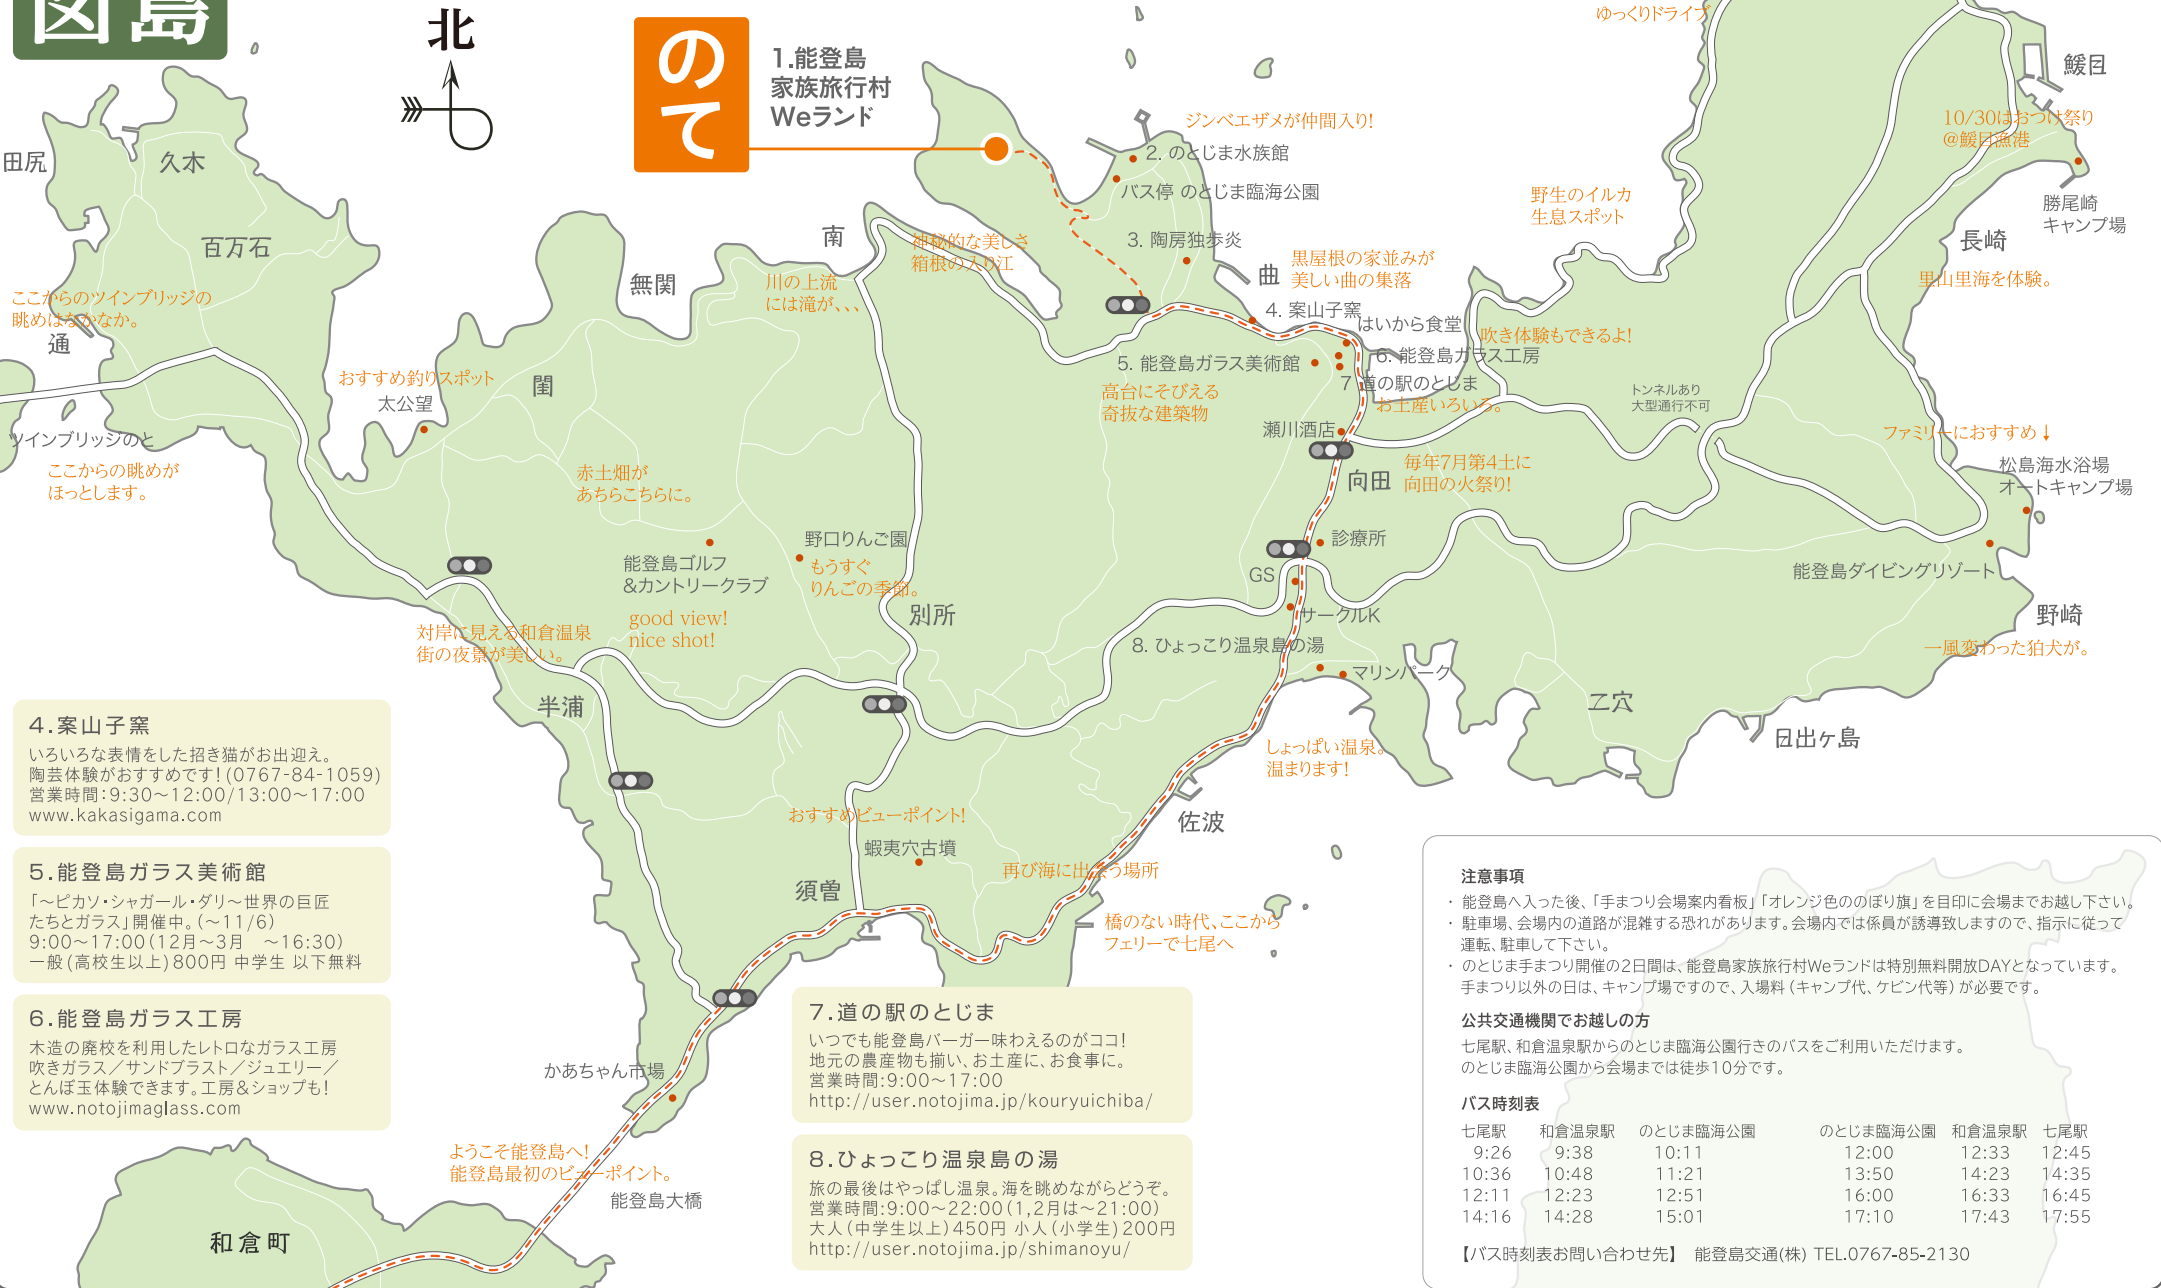 図島
北
のて
1.能登島
家族旅行村
Weランド
ゆっくりドライブ
鰀目
10/30はおつけ祭り
@鰀目漁港
勝尾崎
キャンプ場
長崎
里山里海を体験。
田尻
久木
百万石
ここからのツインブリッジの
眺めはなかなか。
通
ツインブリッジのと
ここからの眺めが
ほっとします。
おすすめ釣りスポット
太公望
閨
無関
南
川の上流
には滝が、、、
神秘的な美しさ
箱根の入り江
ジンベエザメが仲間入り!
2. のとじま水族館
バス停 のとじま臨海公園
3. 陶房独歩炎
曲
黒屋根の家並みが
美しい曲の集落
野生のイルカ
生息スポット
4. 案山子窯
はいから食堂
吹き体験もできるよ!
5. 能登島ガラス美術館
6. 能登島ガラス工房
高台にそびえる
奇抜な建築物
7 道の駅のとじま
お土産いろいろ。
トンネルあり
大型通行不可
瀬川酒店
向田
毎年7月第4土に
向田の火祭り!
ファミリーにおすすめ↓
松島海水浴場
オートキャンプ場
赤土畑が
あちらこちらに。
能登島ゴルフ
&カントリークラブ
good view!
nice shot!
野口りんご園
もうすぐ
りんごの季節。
別所
診療所
GS
サークルK
8. ひょっこり温泉島の湯
マリンパーク
能登島ダイビングリゾート
野崎
一風変わった狛犬が。
対岸に見える和倉温泉
街の夜景が美しい。
半浦
乙穴
日出ヶ島
しょっぱい温泉。
温まります!
佐波
おすすめビューポイント!
蝦夷穴古墳
再び海に出会う場所
須曽
橋のない時代、ここから
フェリーで七尾へ
かあちゃん市場
ようこそ能登島へ!
能登島最初のビューポイント。
能登島大橋
和倉町
4.案山子窯
いろいろな表情をした招き猫がお出迎え。
陶芸体験がおすすめです!(0767-84-1059)
営業時間:9:30〜12:00/13:00〜17:00
www.kakasigama.com
5.能登島ガラス美術館
「〜ピカソ・シャガール・ダリ〜世界の巨匠
たちとガラス」開催中。(〜11/6)
9:00〜17:00(12月〜3月 〜16:30)
一般(高校生以上)800円 中学生 以下無料
6.能登島ガラス工房
木造の廃校を利用したレトロなガラス工房
吹きガラス/サンドブラスト/ジュエリー/
とんぼ玉体験できます。工房&ショップも!
www.notojimaglass.com
7.道の駅のとじま
いつでも能登島バーガー味わえるのがココ!
地元の農産物も揃い、お土産に、お食事に。
営業時間:9:00〜17:00
http://user.notojima.jp/kouryuichiba/
8.ひょっこり温泉島の湯
旅の最後はやっぱし温泉。海を眺めながらどうぞ。
営業時間:9:00〜22:00(1,2月は〜21:00)
大人(中学生以上)450円 小人(小学生)200円
http://user.notojima.jp/shimanoyu/
注意事項
・ 能登島へ入った後、「手まつり会場案内看板」「オレンジ色ののぼり旗」を目印に会場までお越し下さい。
・ 駐車場、会場内の道路が混雑する恐れがあります。会場内では係員が誘導致しますので、指示に従って
運転、駐車して下さい。
・ のとじま手まつり開催の2日間は、能登島家族旅行村Weランドは特別無料開放DAYとなっています。
手まつり以外の日は、キャンプ場ですので、入場料(キャンプ代、ケビン代等)が必要です。
公共交通機関でお越しの方
七尾駅、和倉温泉駅からのとじま臨海公園行きのバスをご利用いただけます。
のとじま臨海公園から会場までは徒歩10分です。
バス時刻表
七尾駅 和倉温泉駅 のとじま臨海公園 のとじま臨海公園 和倉温泉駅 七尾駅
9:26 9:38 10:11 12:00 12:33 12:45
10:36 10:48 11:21 13:50 14:23 14:35
12:11 12:23 12:51 16:00 16:33 16:45
14:16 14:28 15:01 17:10 17:43 17:55
【バス時刻表お問い合わせ先】 能登島交通(株) TEL.0767-85-2130